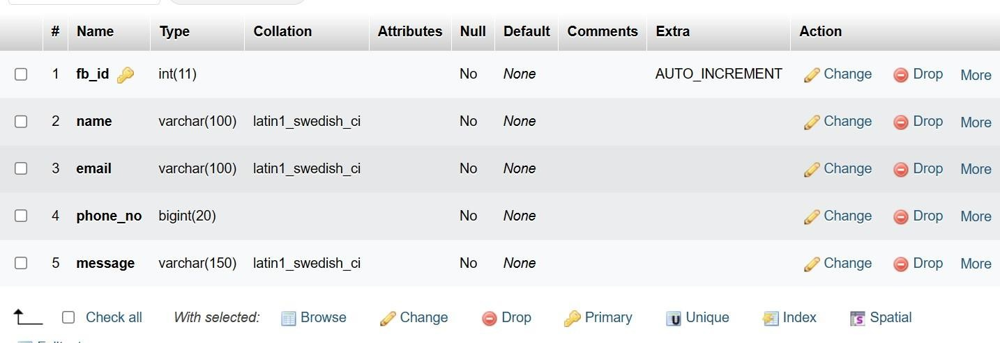 # Name Type Collation Attributes Null Default Comments Extra Action
1 fb_id int(11) No None AUTO_INCREMENT Change Drop More
2 name varchar(100) latin1_swedish_ci No None Change Drop More
3 email varchar(100) latin1_swedish_ci No None Change Drop More
4 phone_no bigint(20) No None Change Drop More
5 message varchar(150) latin1_swedish_ci No None Change Drop More
Check all With selected: Browse Change Drop Primary U Unique Index S Spatial